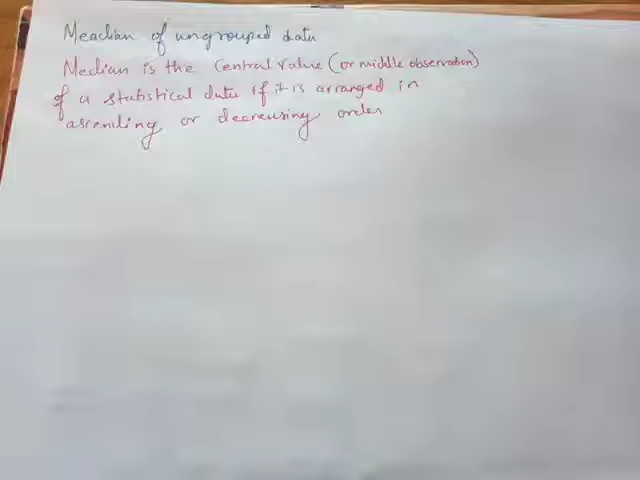 Meadian of ungrouped data
Median is the Central value (or middle observation)
of a statistical data if it is arranged in
ascending or decreasing order